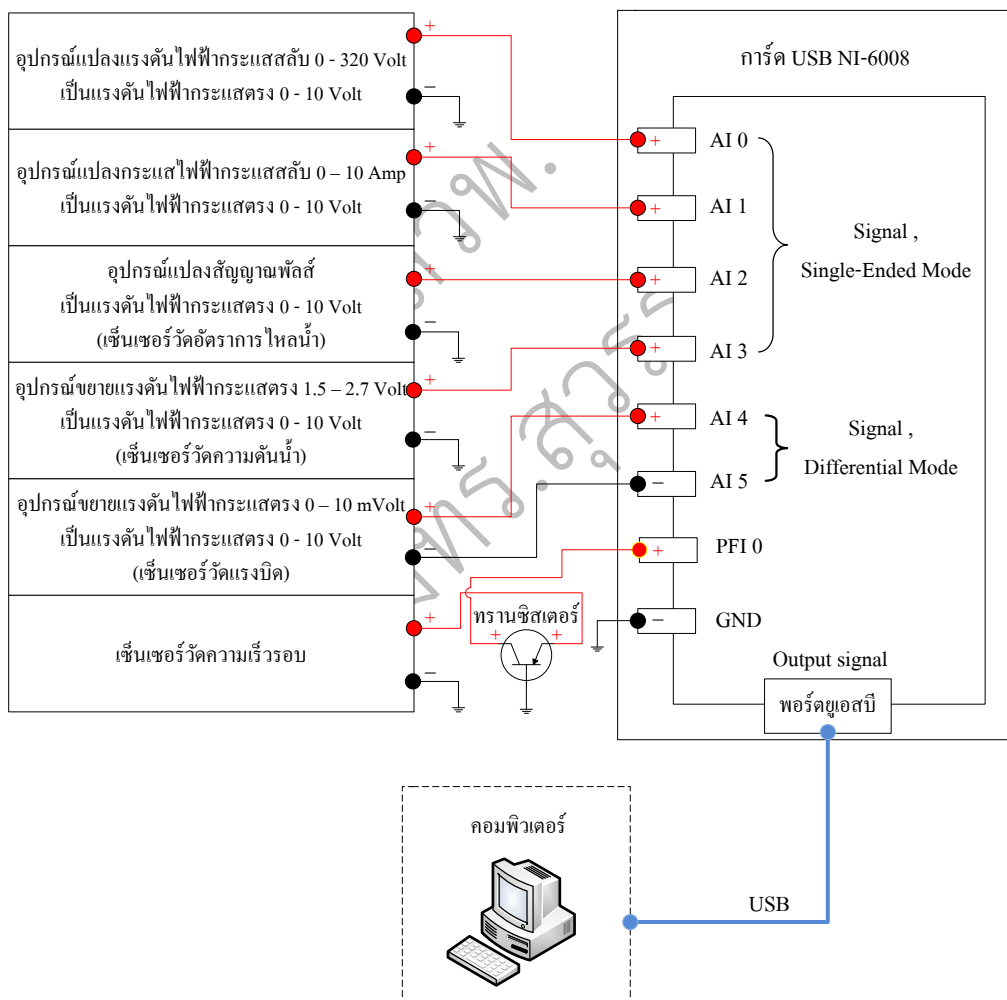 อุปกรณ์แปลงแรงดันไฟฟ้ากระแสสลับ 0 - 320 Volt
เป็นแรงดันไฟฟ้ากระแสตรง 0 - 10 Volt
อุปกรณ์แปลงกระแสไฟฟ้ากระแสสลับ 0 – 10 Amp
เป็นแรงดันไฟฟ้ากระแสตรง 0 - 10 Volt
อุปกรณ์แปลงสัญญาณพัลส์
เป็นแรงดันไฟฟ้ากระแสตรง 0 - 10 Volt
(เซ็นเซอร์วัดอัตราการไหลน้ำ)
อุปกรณ์ขยายแรงดันไฟฟ้ากระแสตรง 1.5 – 2.7 Volt
เป็นแรงดันไฟฟ้ากระแสตรง 0 - 10 Volt
(เซ็นเซอร์วัดความดันน้ำ)
อุปกรณ์ขยายแรงดันไฟฟ้ากระแสตรง 0 – 10 mVolt
เป็นแรงดันไฟฟ้ากระแสตรง 0 - 10 Volt
(เซ็นเซอร์วัดแรงบิด)
เซ็นเซอร์วัดความเร็วรอบ
ทรานซิสเตอร์
การ์ด USB NI-6008
AI 0
AI 1
AI 2
AI 3
Signal ,
Single-Ended Mode
AI 4
AI 5
Signal ,
Differential Mode
PFI 0
GND
Output signal
พอร์ตยูเอสบี
คอมพิวเตอร์
USB